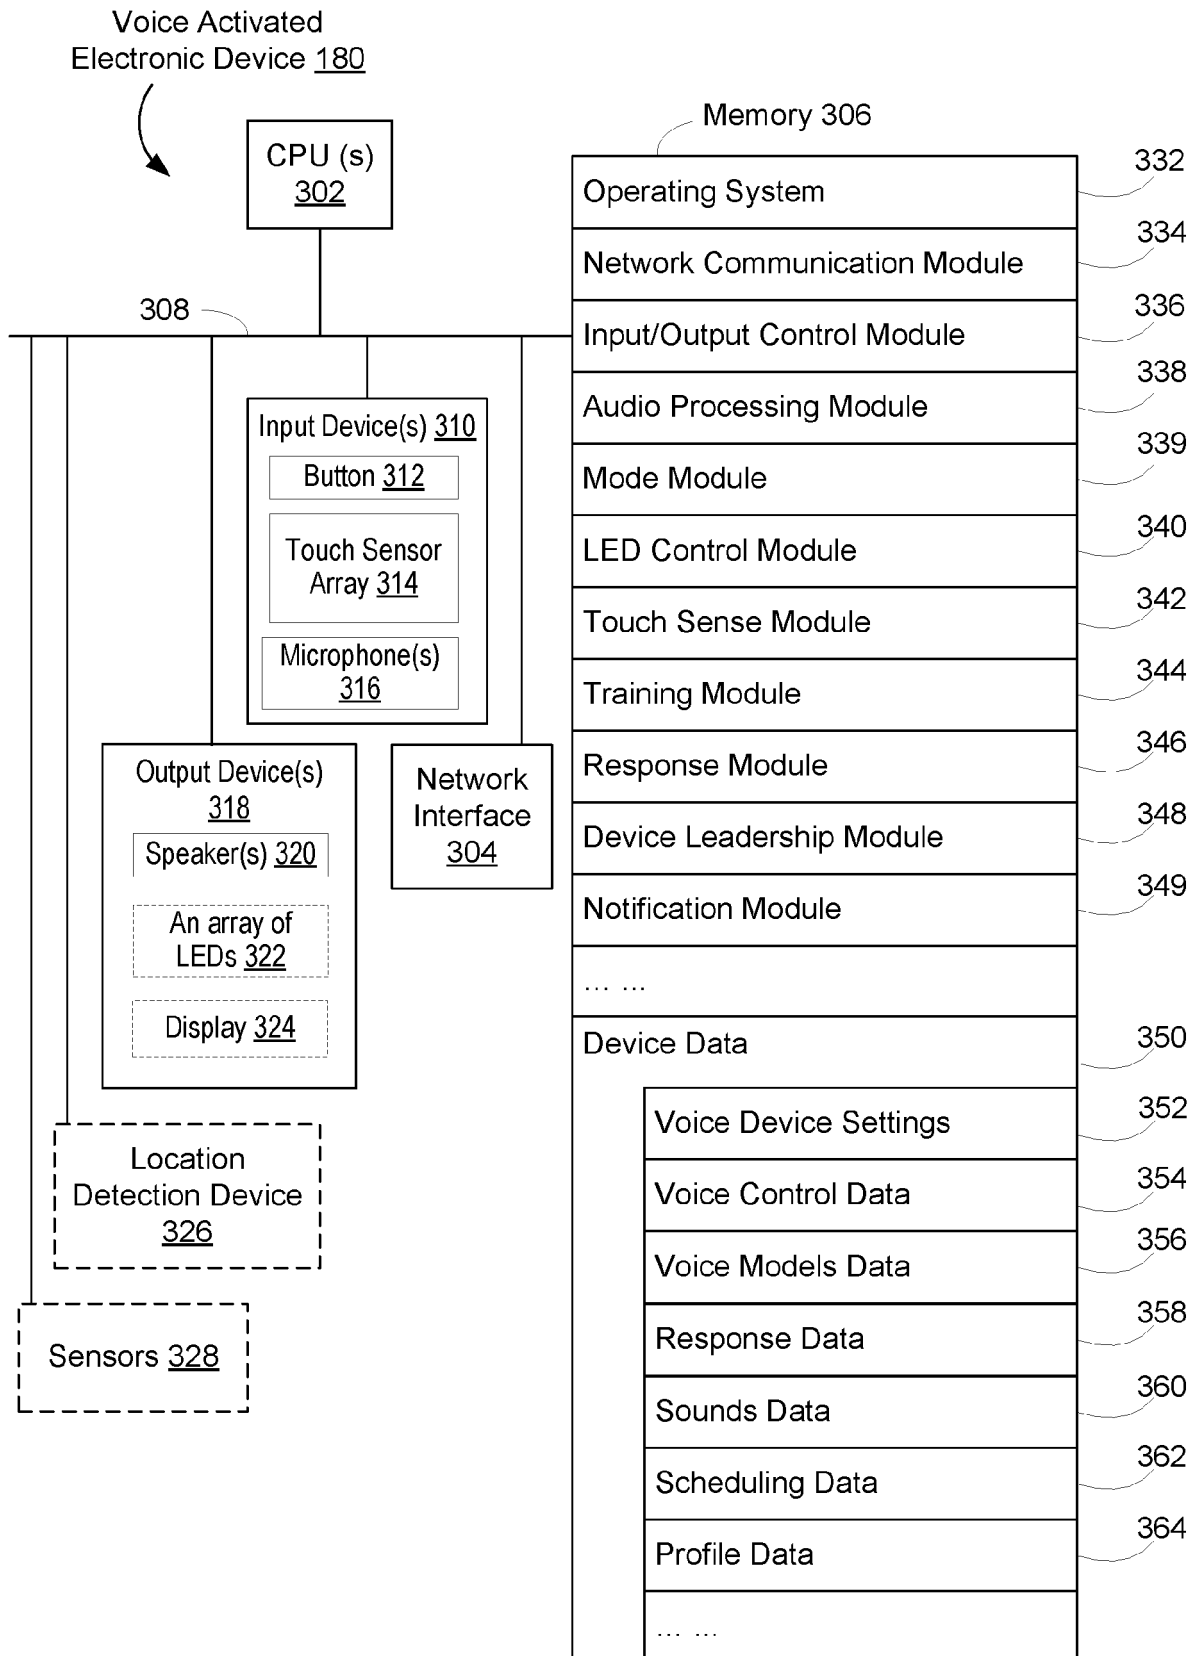 Voice Activated
Electronic Device 180
CPU (s)
302
308
Input Device(s) 310
Button 312
Touch Sensor
Array 314
Microphone(s)
316
Output Device(s)
318
Speaker(s) 320
An array of
LEDs 322
Display 324
Network
Interface
304
Location
Detection Device
326
Sensors 328
Memory 306
Operating System 332
Network Communication Module 334
Input/Output Control Module 336
Audio Processing Module 338
Mode Module 339
LED Control Module 340
Touch Sense Module 342
Training Module 344
Response Module 346
Device Leadership Module 348
Notification Module 349
... ...
Device Data 350
Voice Device Settings 352
Voice Control Data 354
Voice Models Data 356
Response Data 358
Sounds Data 360
Scheduling Data 362
Profile Data 364
... ...